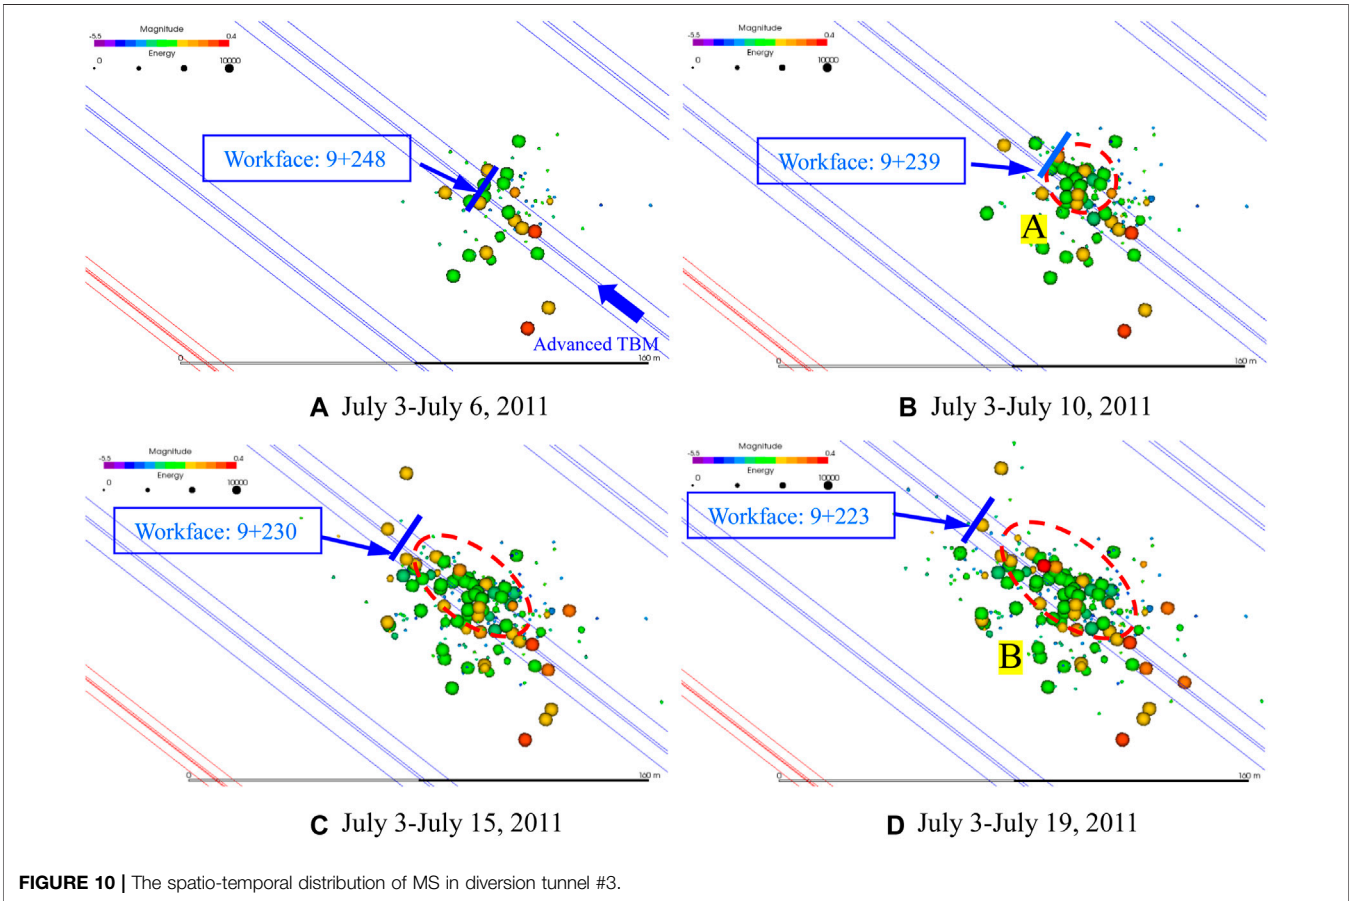 Magnitude
-5.5 0.4
Energy
0 10000
Workface: 9+248
Advanced TBM
0 160 m
A July 3-July 6, 2011
Magnitude
-5.5 0.4
Energy
0 10000
Workface: 9+239
A
0 160 m
B July 3-July 10, 2011
Magnitude
-5.5 0.4
Energy
0 10000
Workface: 9+230
0 160 m
C July 3-July 15, 2011
Magnitude
-5.5 0.4
Energy
0 10000
Workface: 9+223
B
0 160 m
D July 3-July 19, 2011
FIGURE 10 | The spatio-temporal distribution of MS in diversion tunnel #3.